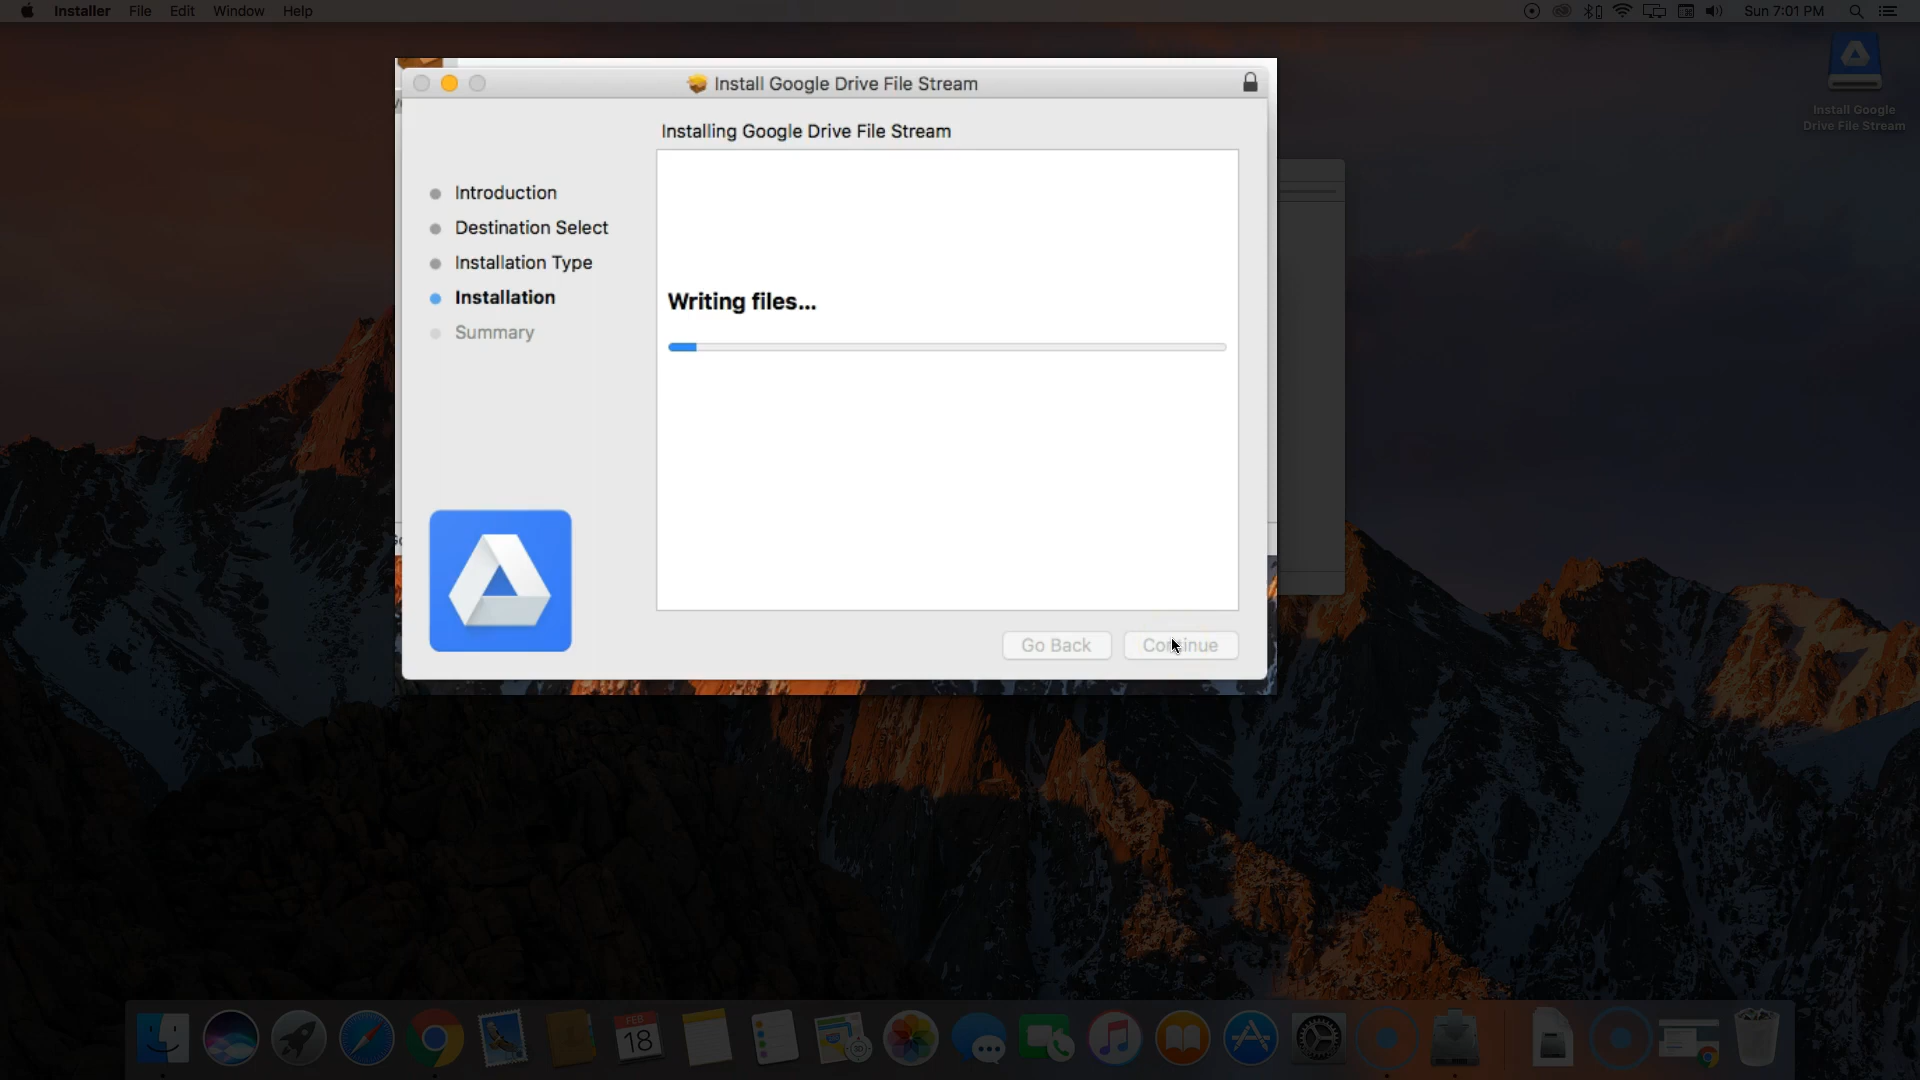 Installer File Edit Window Help
Sun 7:01 PM
Install Google
Drive File Stream
Install Google Drive File Stream
Installing Google Drive File Stream
Introduction
Destination Select
Installation Type
Installation
Summary
Writing files...
Go Back
Continue
FEB
18